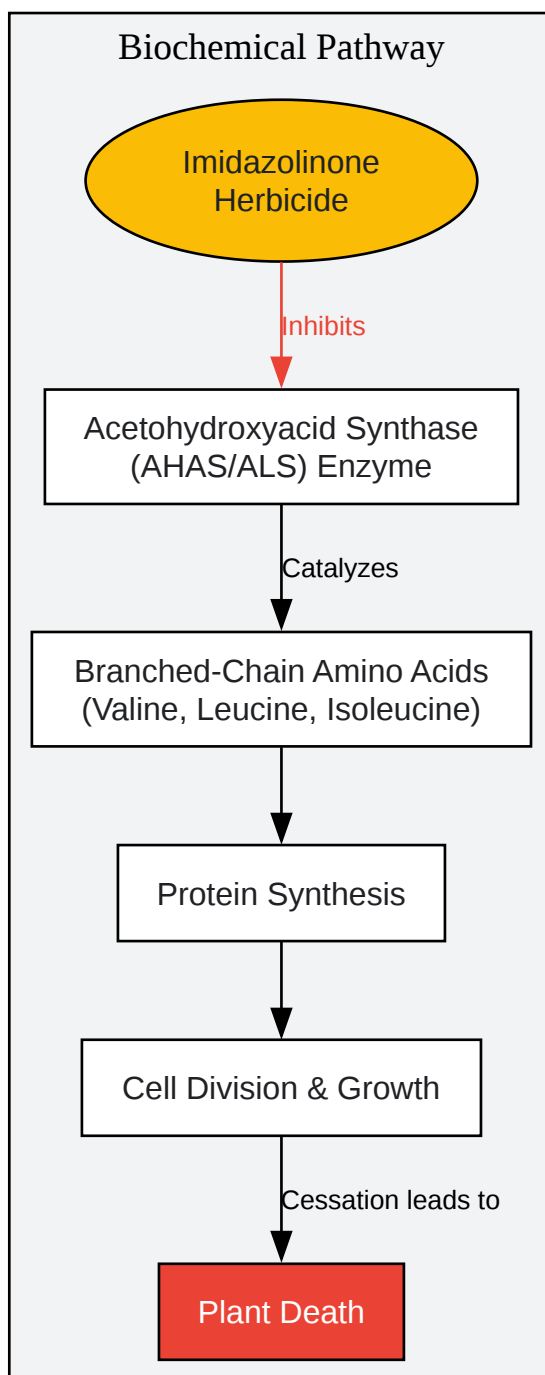 Biochemical Pathway
Imidazolinone
Herbicide
Inhibits
Acetohydroxyacid Synthase
(AHAS/ALS) Enzyme
Catalyzes
Branched-Chain Amino Acids
(Valine, Leucine, Isoleucine)
Protein Synthesis
Cell Division & Growth
Cessation leads to
Plant Death